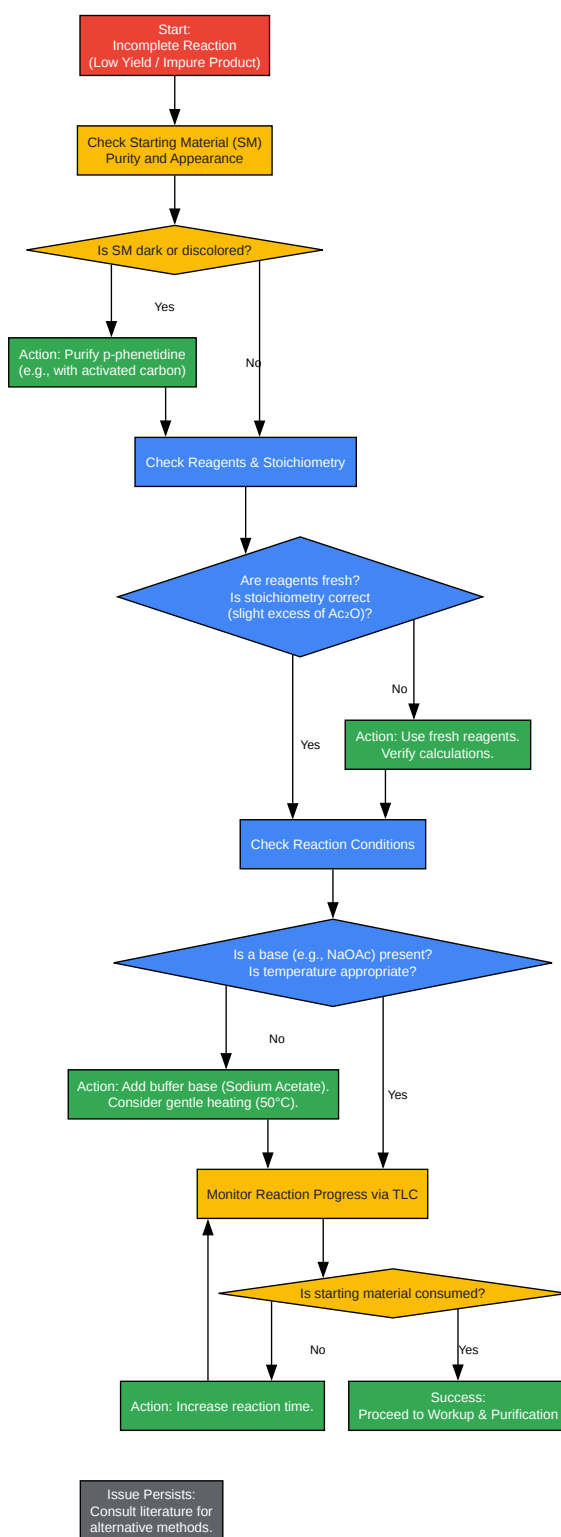 Start:
Incomplete Reaction
(Low Yield / Impure Product)
Check Starting Material (SM)
Purity and Appearance
Is SM dark or discolored?
Yes
Action: Purify p-phenetidine
(e.g., with activated carbon)
No
Check Reagents & Stoichiometry
Are reagents fresh?
Is stoichiometry correct
(slight excess of Ac₂O)?
No
Action: Use fresh reagents.
Verify calculations.
Yes
Check Reaction Conditions
Is a base (e.g., NaOAc) present?
Is temperature appropriate?
No
Action: Add buffer base (Sodium Acetate).
Consider gentle heating (50°C).
Yes
Monitor Reaction Progress via TLC
Is starting material consumed?
No
Yes
Action: Increase reaction time.
Success:
Proceed to Workup & Purification
Issue Persists:
Consult literature for
alternative methods.